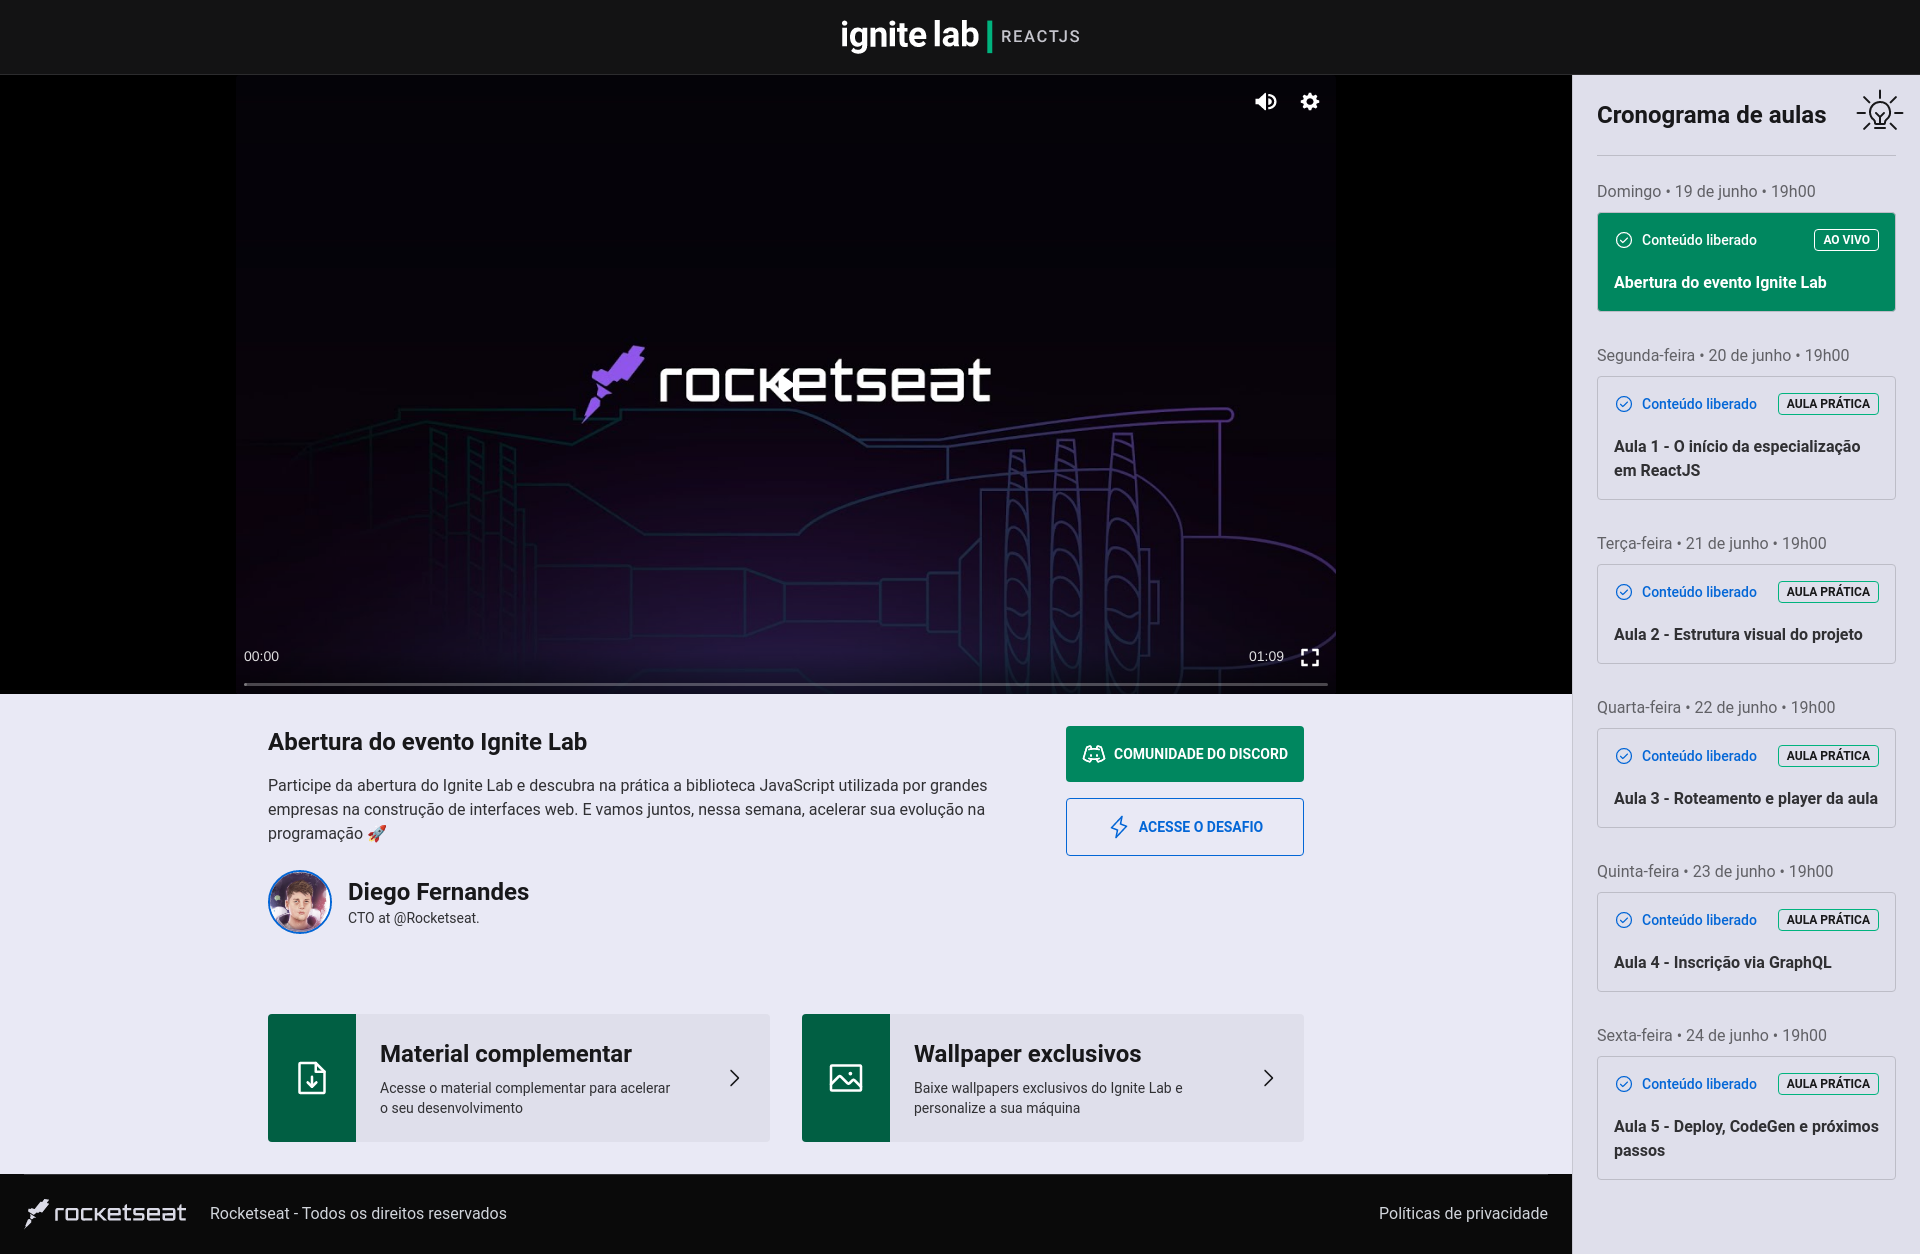 ignite lab REACTJS
rocketseat
00:00
01:09
Abertura do evento Ignite Lab
Participe da abertura do Ignite Lab e descubra na prática a biblioteca JavaScript utilizada por grandes
empresas na construção de interfaces web. E vamos juntos, nessa semana, acelerar sua evolução na
programação 🚀
Diego Fernandes
CTO at @Rocketseat.
COMUNIDADE DO DISCORD
ACESSE O DESAFIO
Material complementar
Acesse o material complementar para acelerar
o seu desenvolvimento
Wallpaper exclusivos
Baixe wallpapers exclusivos do Ignite Lab e
personalize a sua máquina
Cronograma de aulas
Domingo • 19 de junho • 19h00
Conteúdo liberado AO VIVO
Abertura do evento Ignite Lab
Segunda-feira • 20 de junho • 19h00
Conteúdo liberado AULA PRÁTICA
Aula 1 - O início da especialização
em ReactJS
Terça-feira • 21 de junho • 19h00
Conteúdo liberado AULA PRÁTICA
Aula 2 - Estrutura visual do projeto
Quarta-feira • 22 de junho • 19h00
Conteúdo liberado AULA PRÁTICA
Aula 3 - Roteamento e player da aula
Quinta-feira • 23 de junho • 19h00
Conteúdo liberado AULA PRÁTICA
Aula 4 - Inscrição via GraphQL
Sexta-feira • 24 de junho • 19h00
Conteúdo liberado AULA PRÁTICA
Aula 5 - Deploy, CodeGen e próximos
passos
rocketseat
Rocketseat - Todos os direitos reservados
Políticas de privacidade